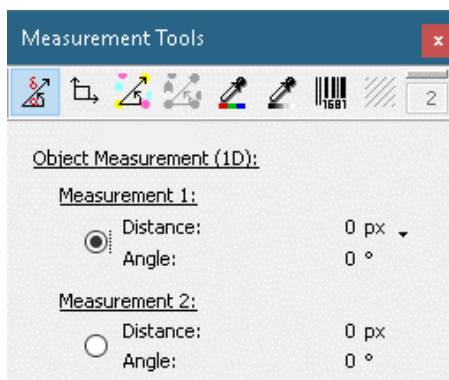 Measurement Tools
x
1681
2
Object Measurement (1D):
Measurement 1:
Distance: 0 px
Angle: 0 °
Measurement 2:
Distance: 0 px
Angle: 0 °